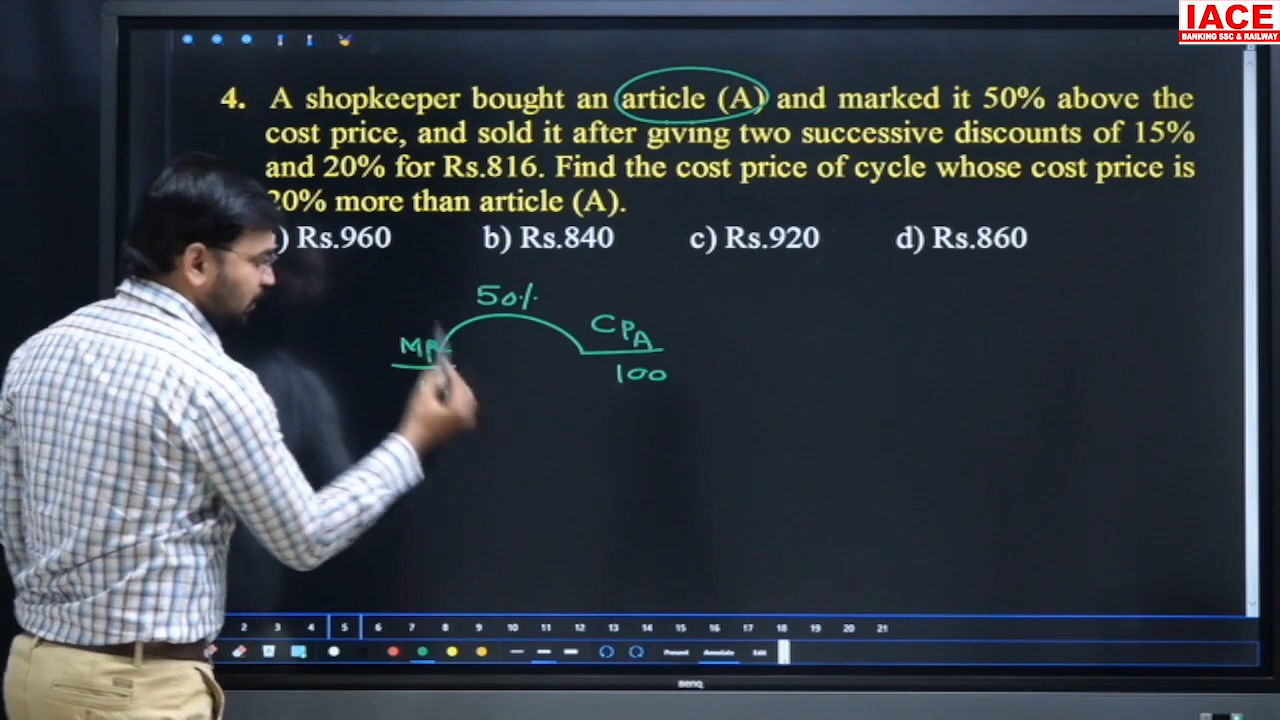 IACE
BANKING SSC & RAILWAY
4. A shopkeeper bought an article (A) and marked it 50% above the
cost price, and sold it after giving two successive discounts of 15%
and 20% for Rs.816. Find the cost price of cycle whose cost price is
20% more than article (A).
) Rs.960 b) Rs.840 c) Rs.920 d) Rs.860
50%
MP CPA
100
2 3 4 5 6 7 8 9 10 11 12 13 14 15 16 17 18 19 20 21
Present Annotate Edit
BenQ